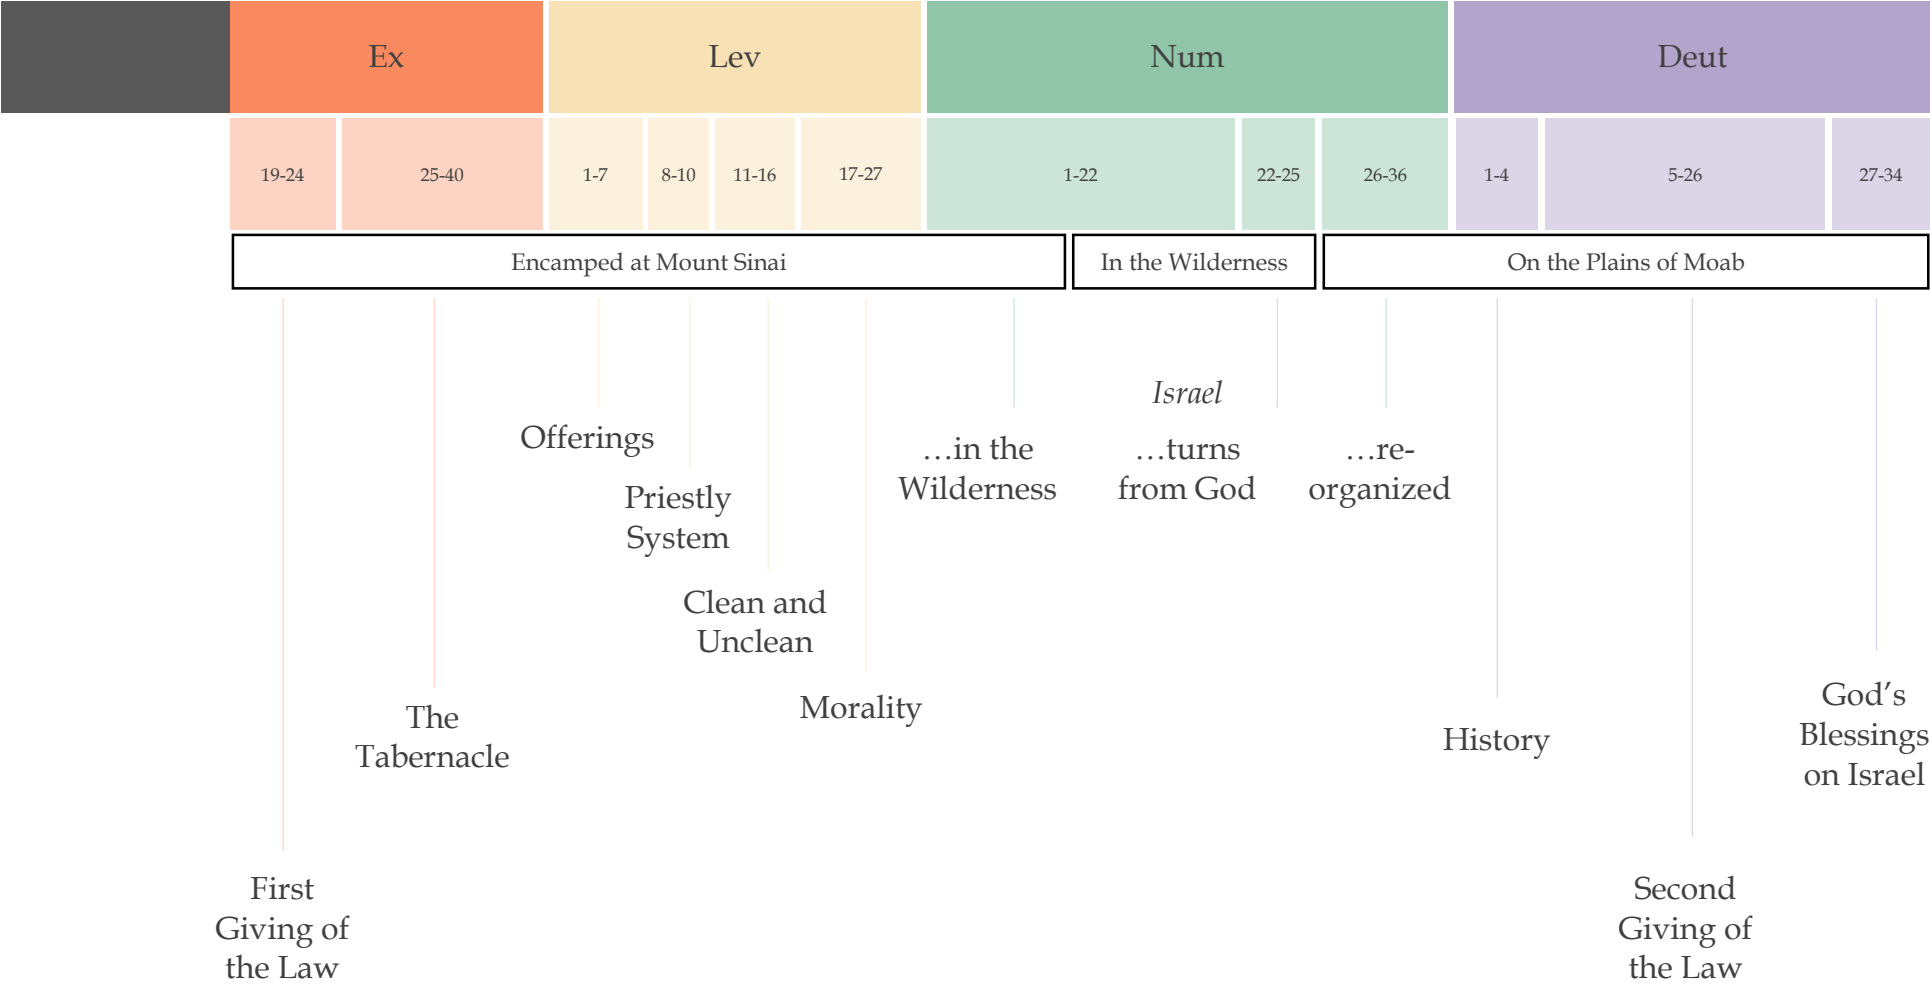 Ex
Lev
Num
Deut
19-24
25-40
1-7
8-10
11-16
17-27
1-22
22-25
26-36
1-4
5-26
27-34
Encamped at Mount Sinai
In the Wilderness
On the Plains of Moab
Israel
Offerings
…in the
Wilderness
…turns
from God
…re-
organized
Priestly
System
Clean and
Unclean
Morality
The
Tabernacle
History
God’s
Blessings
on Israel
First
Giving of
the Law
Second
Giving of
the Law